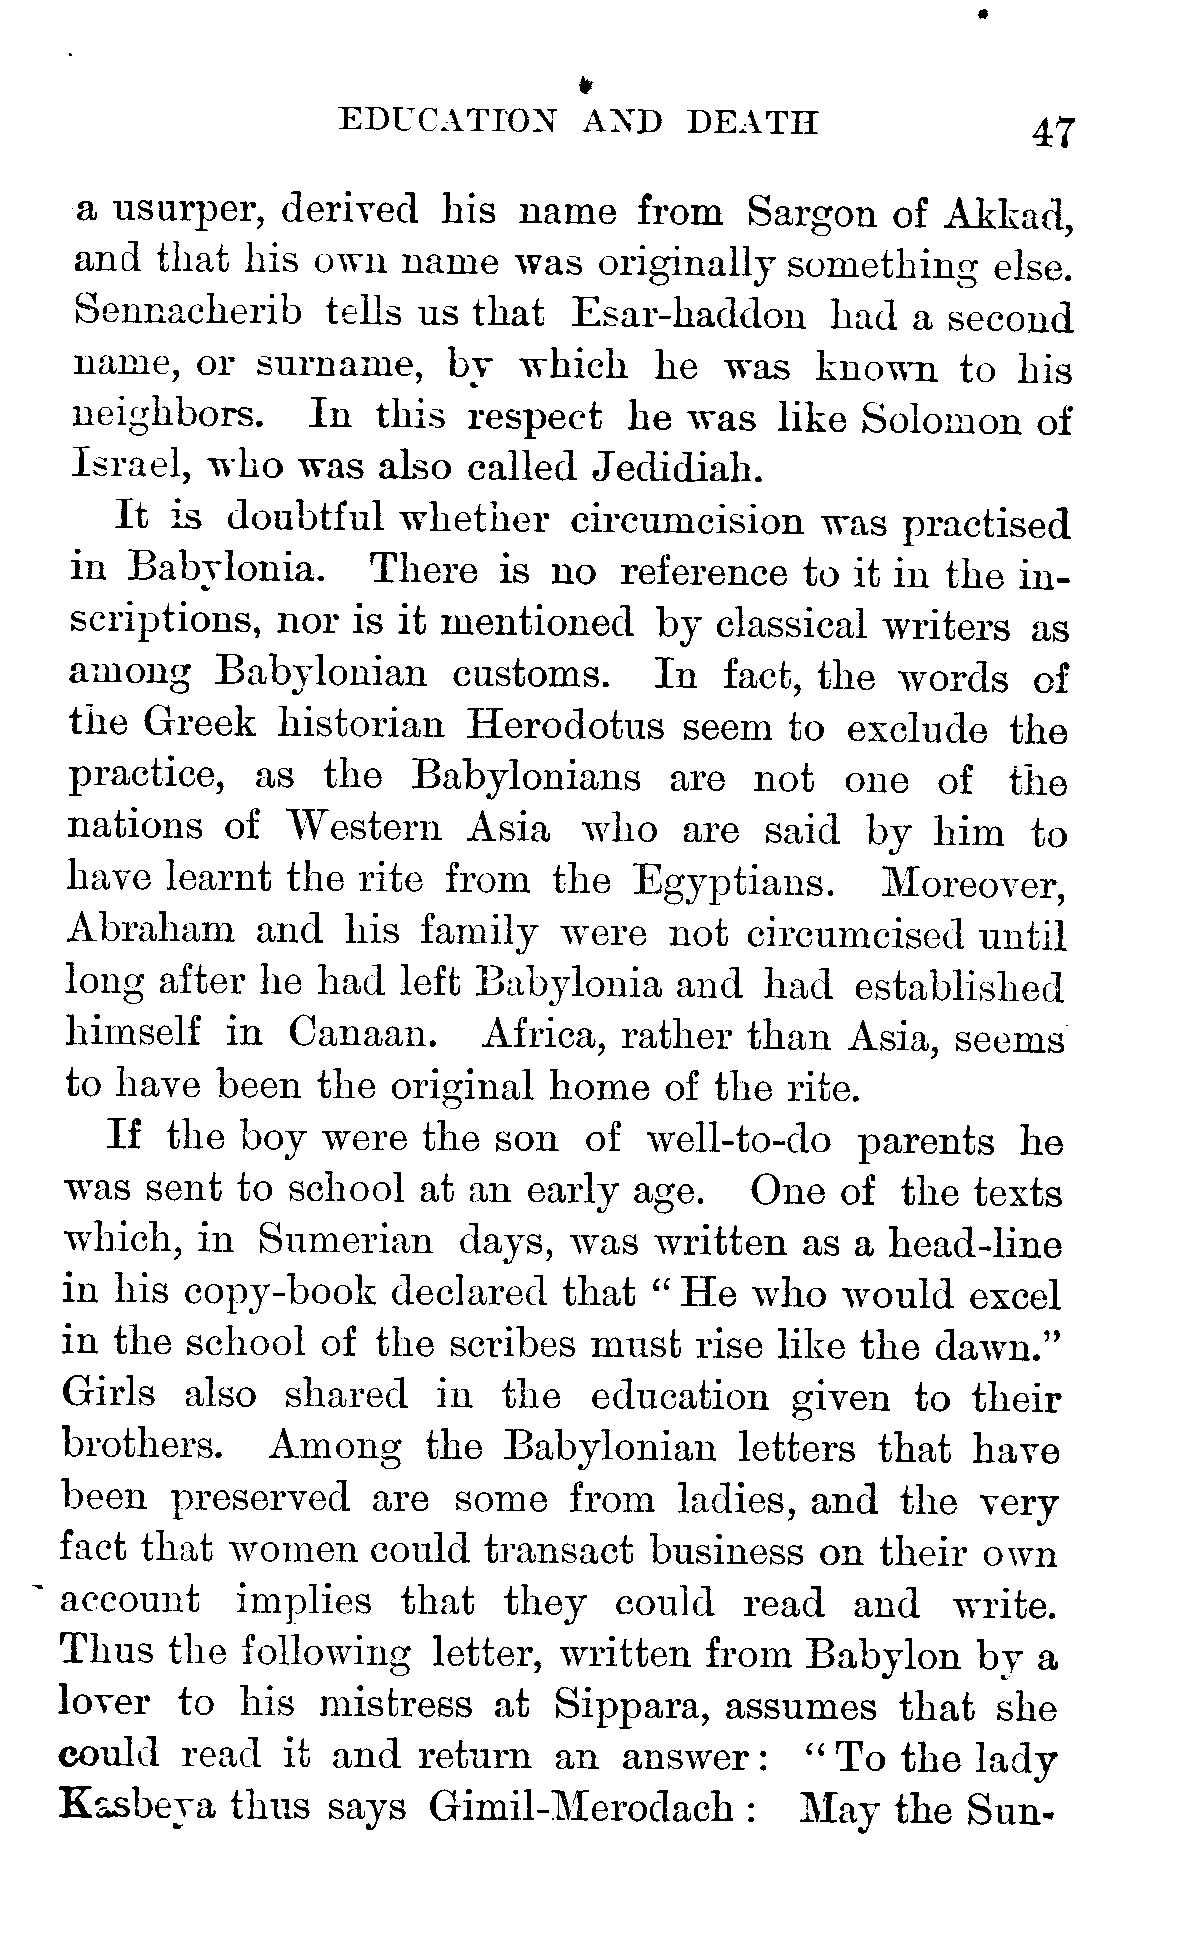 EDUCATION AND DEATH 47
a usurper, derived his name from Sargon of Akkad,
and that his own name was originally something else.
Sennacherib tells us that Esar-haddon had a second
name, or surname, by which he was known to his
neighbors. In this respect he was like Solomon of
Israel, who was also called Jedidiah.
It is doubtful whether circumcision was practised
in Babylonia. There is no reference to it in the in-
scriptions, nor is it mentioned by classical writers as
among Babylonian customs. In fact, the words of
the Greek historian Herodotus seem to exclude the
practice, as the Babylonians are not one of the
nations of Western Asia who are said by him to
have learnt the rite from the Egyptians. Moreover,
Abraham and his family were not circumcised until
long after he had left Babylonia and had established
himself in Canaan. Africa, rather than Asia, seems
to have been the original home of the rite.
If the boy were the son of well-to-do parents he
was sent to school at an early age. One of the texts
which, in Sumerian days, was written as a head-line
in his copy-book declared that “He who would excel
in the school of the scribes must rise like the dawn.”
Girls also shared in the education given to their
brothers. Among the Babylonian letters that have
been preserved are some from ladies, and the very
fact that women could transact business on their own
account implies that they could read and write.
Thus the following letter, written from Babylon by a
lover to his mistress at Sippara, assumes that she
could read it and return an answer: “To the lady
Kasbeya thus says Gimil-Merodach: May the Sun-